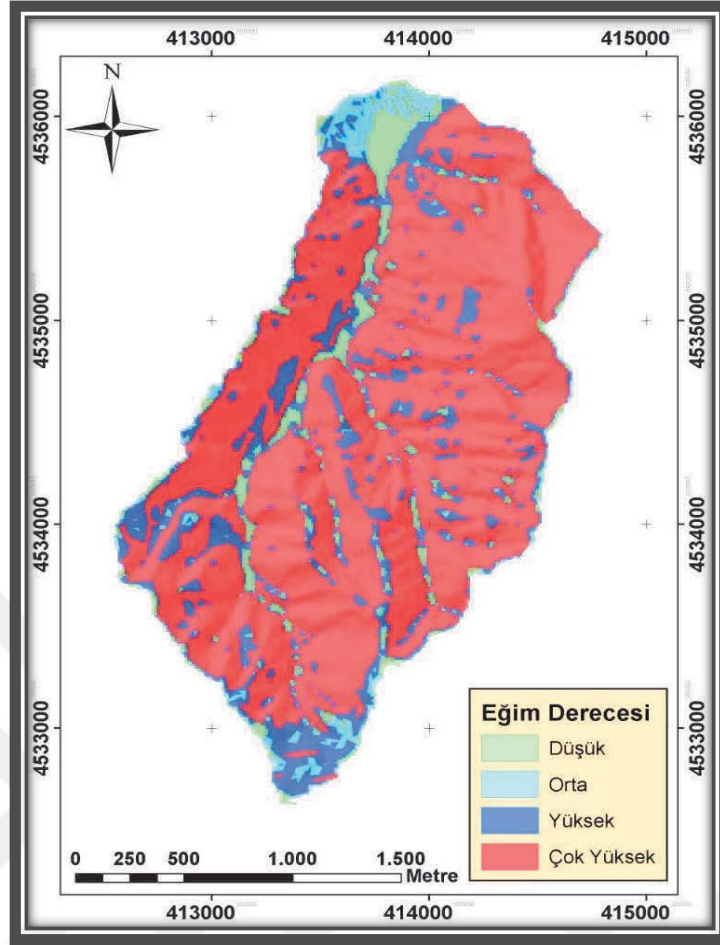 413000 414000 415000
N
4536000 4536000
4535000 4535000
4534000 4534000
4533000 4533000
Eğim Derecesi
Düşük
Orta
Yüksek
Çok Yüksek
0 250 500 1.000 1.500
Metre
413000 414000 415000